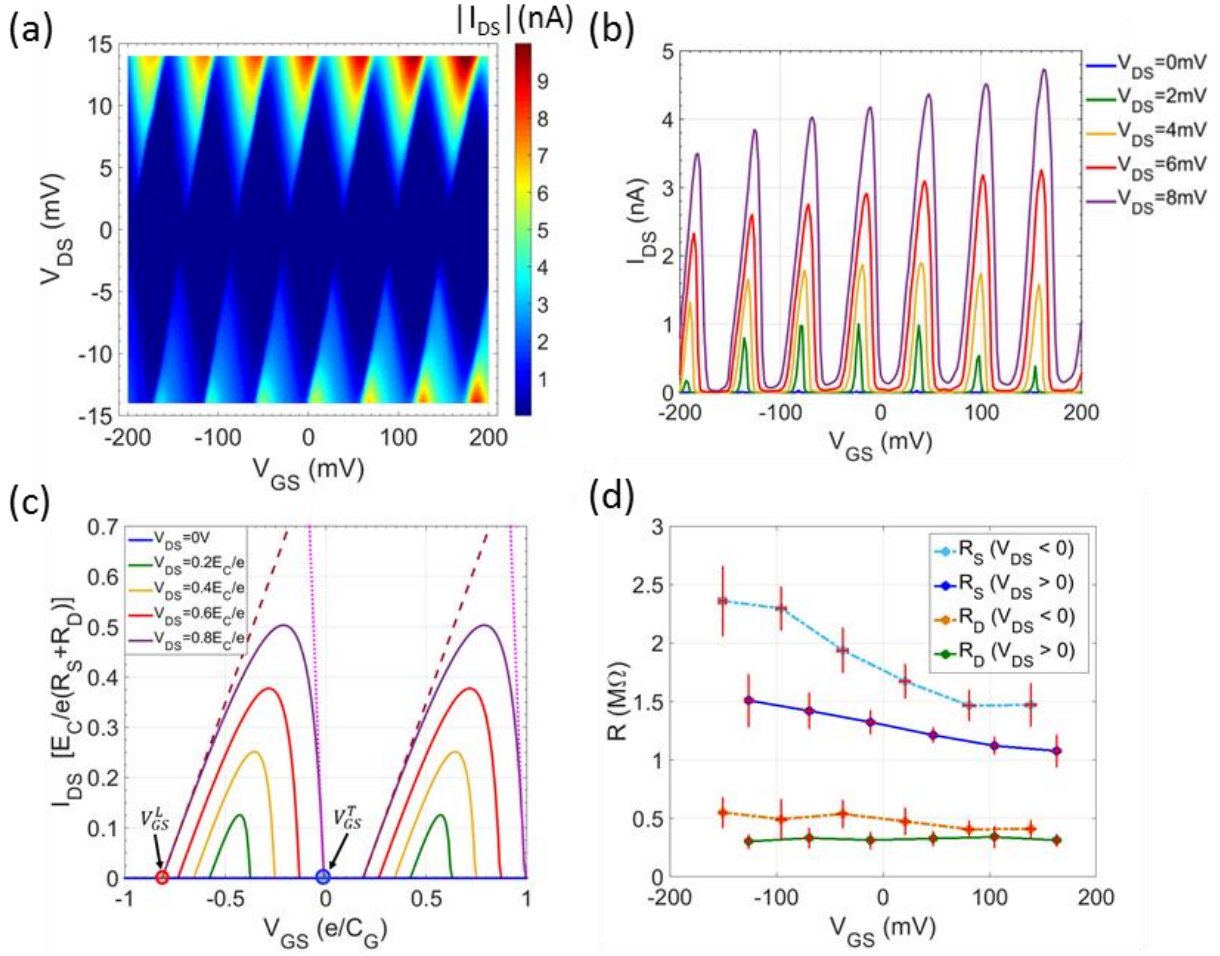 (a)
|I_DS|(nA)
15
10
5
0
-5
-10
-15
V_DS (mV)
-200
-100
0
100
200
V_GS (mV)
9
8
7
6
5
4
3
2
1
(b)
5
4
3
2
1
0
I_DS (nA)
-200
-100
0
100
200
V_GS (mV)
V_DS=0mV
V_DS=2mV
V_DS=4mV
V_DS=6mV
V_DS=8mV
(c)
0.7
0.6
0.5
0.4
0.3
0.2
0.1
0
I_DS [E_C/e(R_S+R_D)]
V_DS=0V
V_DS=0.2E_C/e
V_DS=0.4E_C/e
V_DS=0.6E_C/e
V_DS=0.8E_C/e
V_GS^L
V_GS^T
-1
-0.5
0
0.5
1
V_GS (e/C_G)
(d)
3
2.5
2
1.5
1
0.5
0
R (MΩ)
R_S (V_DS < 0)
R_S (V_DS > 0)
R_D (V_DS < 0)
R_D (V_DS > 0)
-200
-100
0
100
200
V_GS (mV)